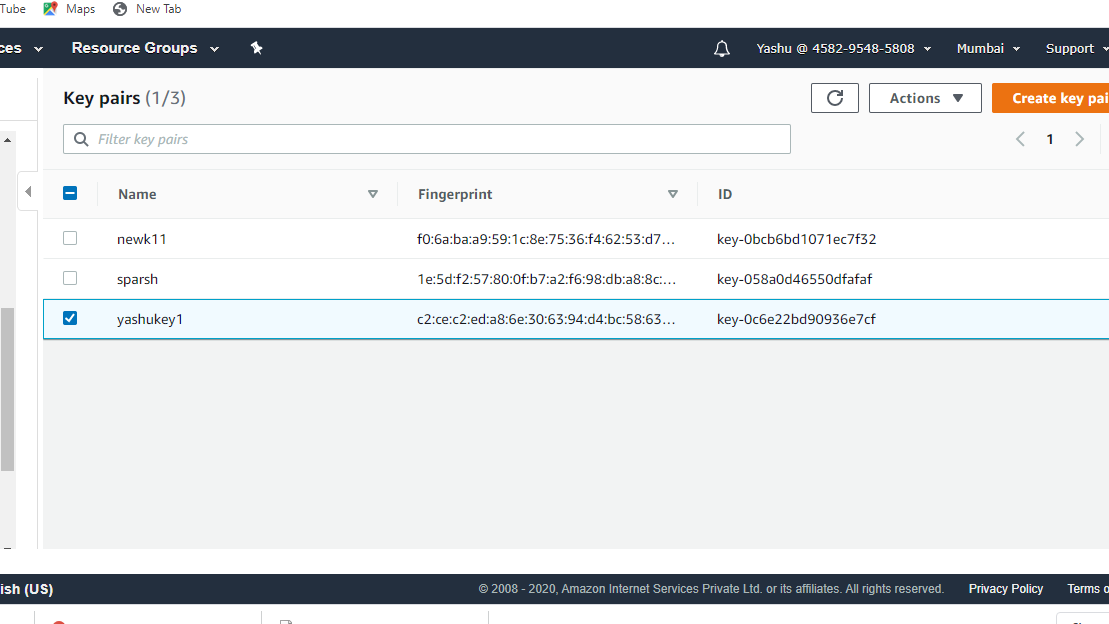 Tube Maps New Tab
ces Resource Groups Yashu @ 4582-9548-5808 Mumbai Support
Key pairs (1/3) Actions Create key pai
Filter key pairs 1
Name Fingerprint ID
newk11 f0:6a:ba:a9:59:1c:8e:75:36:f4:62:53:d7... key-0bcb6bd1071ec7f32
sparsh 1e:5d:f2:57:80:0f:b7:a2:f6:98:db:a8:8c:... key-058a0d46550dfafaf
yashukey1 c2:ce:c2:ed:a8:6e:30:63:94:d4:bc:58:63... key-0c6e22bd90936e7cf
ish (US) © 2008 - 2020, Amazon Internet Services Private Ltd. or its affiliates. All rights reserved. Privacy Policy Terms o